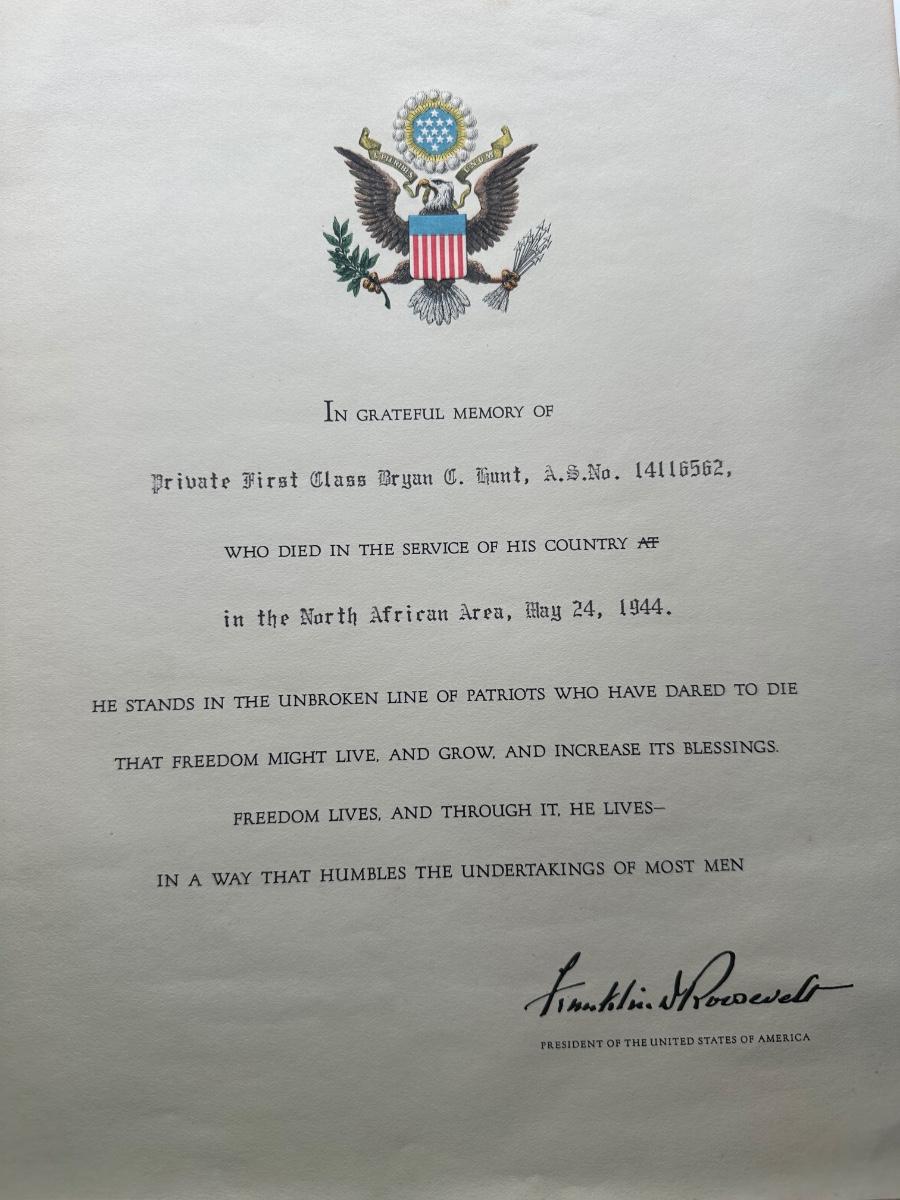 E PLURIBUS UNUM
IN GRATEFUL MEMORY OF
Private First Class Bryan C. Hunt, A.S.No. 14116562,
WHO DIED IN THE SERVICE OF HIS COUNTRY AT
in the North African Area, May 24, 1944.
HE STANDS IN THE UNBROKEN LINE OF PATRIOTS WHO HAVE DARED TO DIE
THAT FREEDOM MIGHT LIVE, AND GROW, AND INCREASE ITS BLESSINGS.
FREEDOM LIVES, AND THROUGH IT, HE LIVES—
IN A WAY THAT HUMBLES THE UNDERTAKINGS OF MOST MEN
Franklin D Roosevelt
PRESIDENT OF THE UNITED STATES OF AMERICA